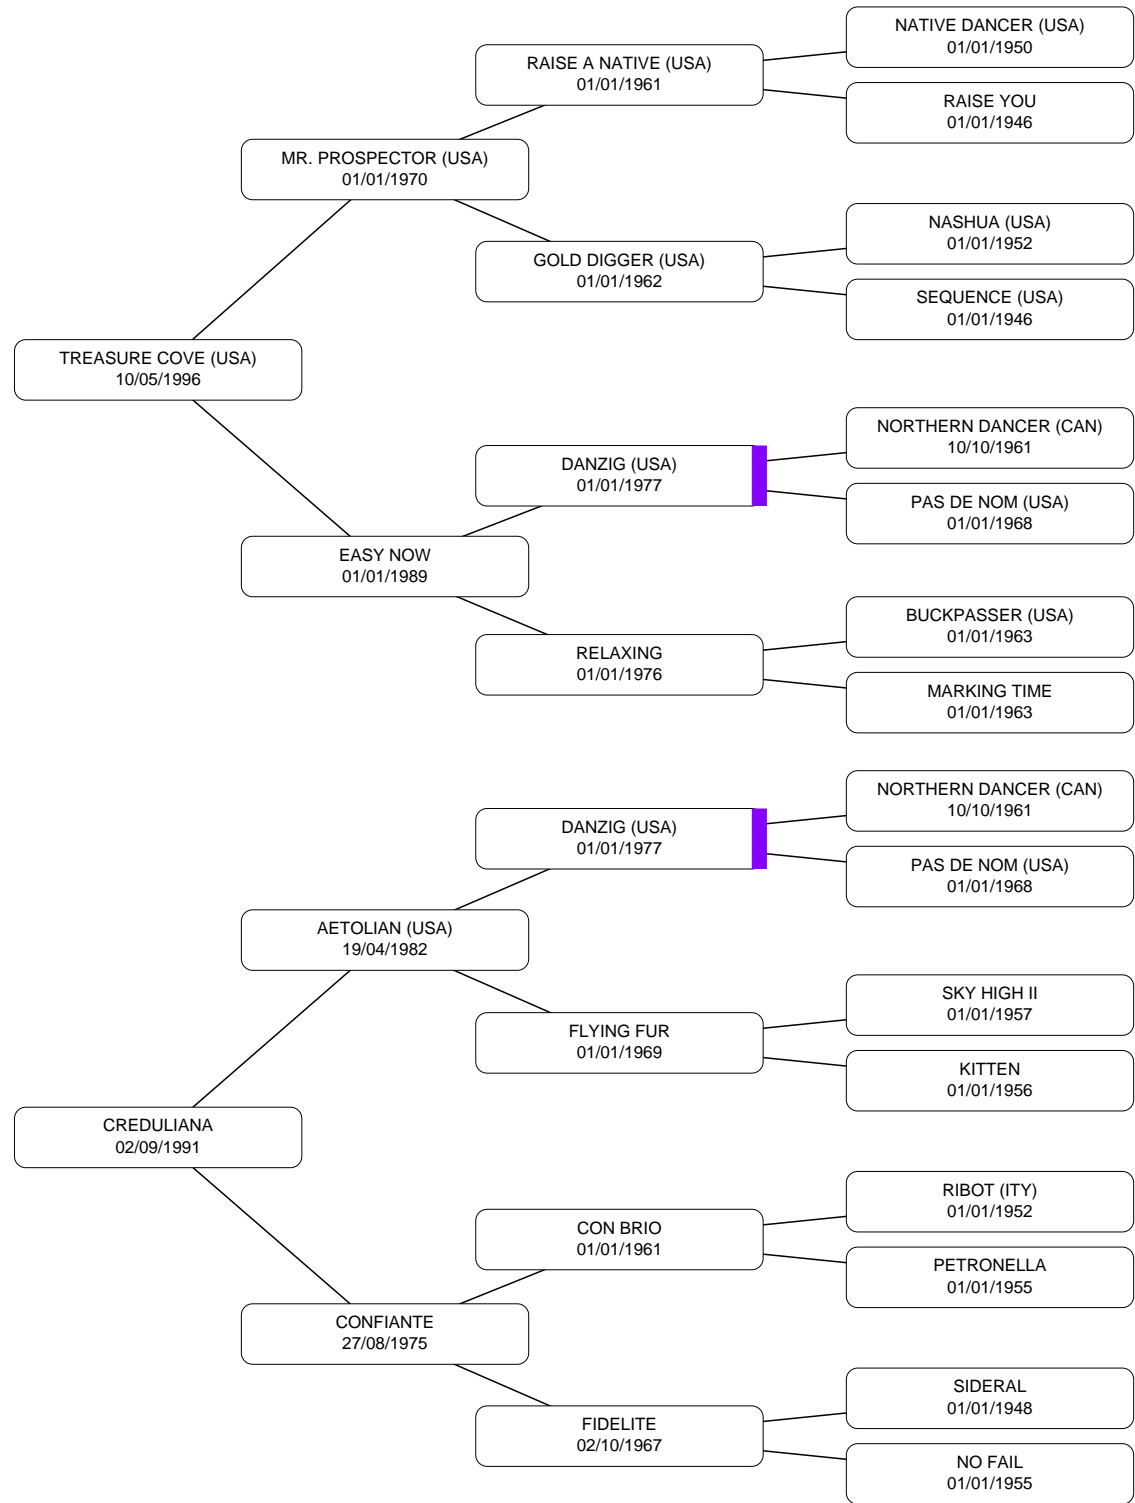 NATIVE DANCER (USA)
01/01/1950
RAISE A NATIVE (USA)
01/01/1961
RAISE YOU
01/01/1946
MR. PROSPECTOR (USA)
01/01/1970
NASHUA (USA)
01/01/1952
GOLD DIGGER (USA)
01/01/1962
SEQUENCE (USA)
01/01/1946
TREASURE COVE (USA)
10/05/1996
NORTHERN DANCER (CAN)
10/10/1961
DANZIG (USA)
01/01/1977
PAS DE NOM (USA)
01/01/1968
EASY NOW
01/01/1989
BUCKPASSER (USA)
01/01/1963
RELAXING
01/01/1976
MARKING TIME
01/01/1963
NORTHERN DANCER (CAN)
10/10/1961
DANZIG (USA)
01/01/1977
PAS DE NOM (USA)
01/01/1968
AETOLIAN (USA)
19/04/1982
SKY HIGH II
01/01/1957
FLYING FUR
01/01/1969
KITTEN
01/01/1956
CREDULIANA
02/09/1991
RIBOT (ITY)
01/01/1952
CON BRIO
01/01/1961
PETRONELLA
01/01/1955
CONFIANTE
27/08/1975
SIDERAL
01/01/1948
FIDELITE
02/10/1967
NO FAIL
01/01/1955